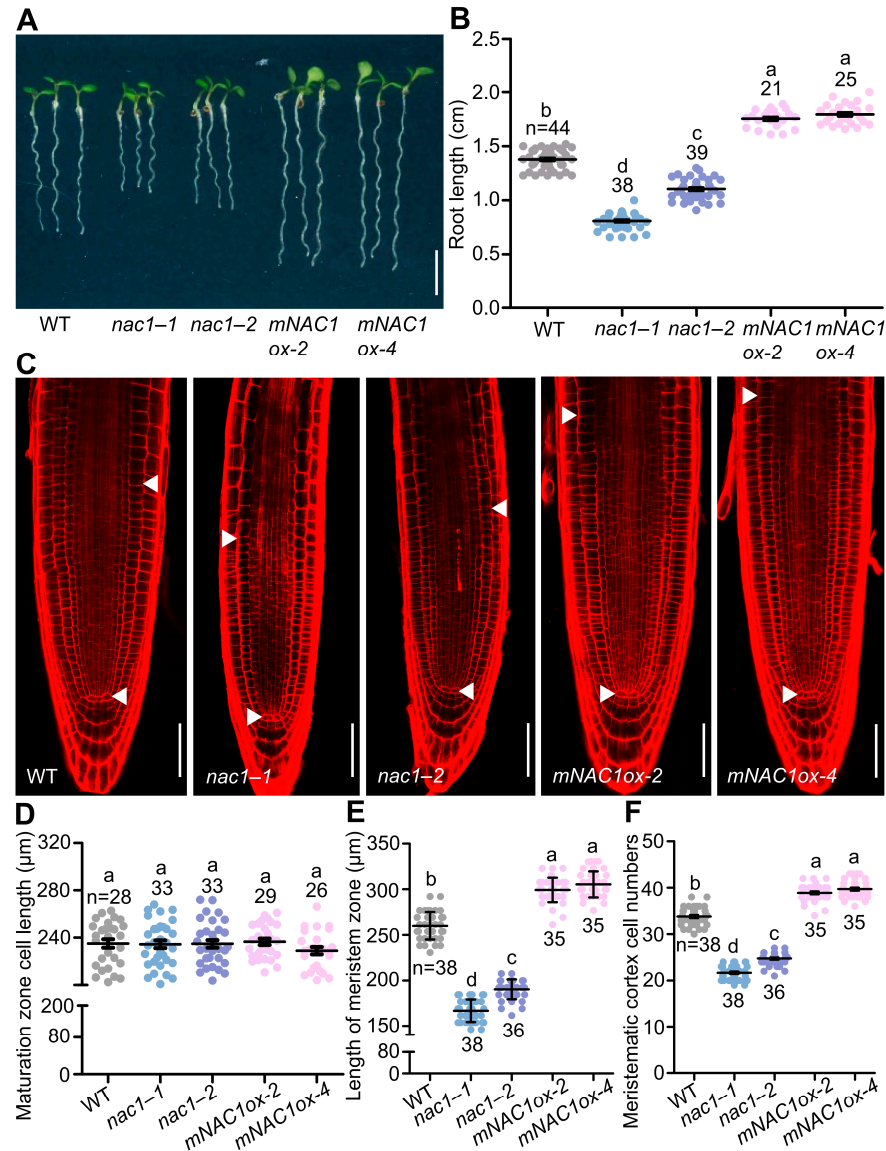 A
WT
nac1–1
nac1–2
mNAC1
ox-2
mNAC1
ox-4
B
Root length (cm)
2.5
2.0
1.5
1.0
0.5
0.0
b
n=44
d
38
c
39
a
21
a
25
WT
nac1–1
nac1–2
mNAC1
ox-2
mNAC1
ox-4
C
WT
nac1–1
nac1–2
mNAC1ox-2
mNAC1ox-4
D
Maturation zone cell length (µm)
320
280
240
200
80
0
a
n=28
a
33
a
33
a
29
a
26
WT
nac1–1
nac1–2
mNAC1ox-2
mNAC1ox-4
E
Length of meristem zone (µm)
350
300
250
200
150
80
0
b
n=38
d
38
c
36
a
35
a
35
WT
nac1–1
nac1–2
mNAC1ox-2
mNAC1ox-4
F
Meristematic cortex cell numbers
50
40
30
20
10
0
b
n=38
d
38
c
36
a
35
a
35
WT
nac1–1
nac1–2
mNAC1ox-2
mNAC1ox-4